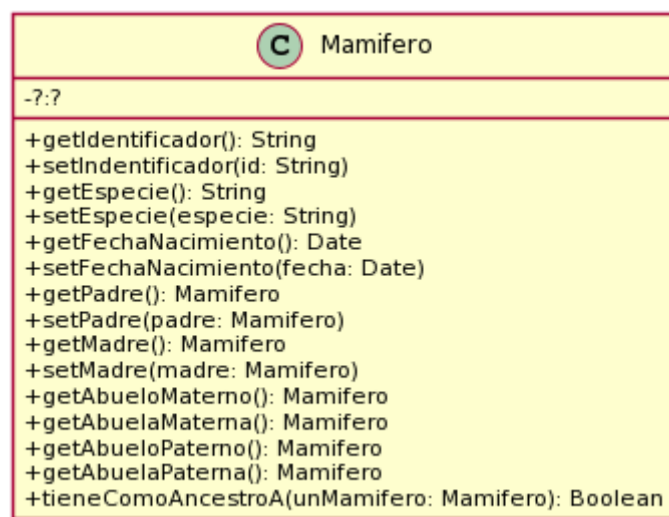 C Mamifero
-?:?
+getIdentificador(): String
+setIndentificador(id: String)
+getEspecie(): String
+setEspecie(especie: String)
+getFechaNacimiento(): Date
+setFechaNacimiento(fecha: Date)
+getPadre(): Mamifero
+setPadre(padre: Mamifero)
+getMadre(): Mamifero
+setMadre(madre: Mamifero)
+getAbueloMaterno(): Mamifero
+getAbuelaMaterna(): Mamifero
+getAbueloPaterno(): Mamifero
+getAbuelaPaterna(): Mamifero
+tieneComoAncestroA(unMamifero: Mamifero): Boolean